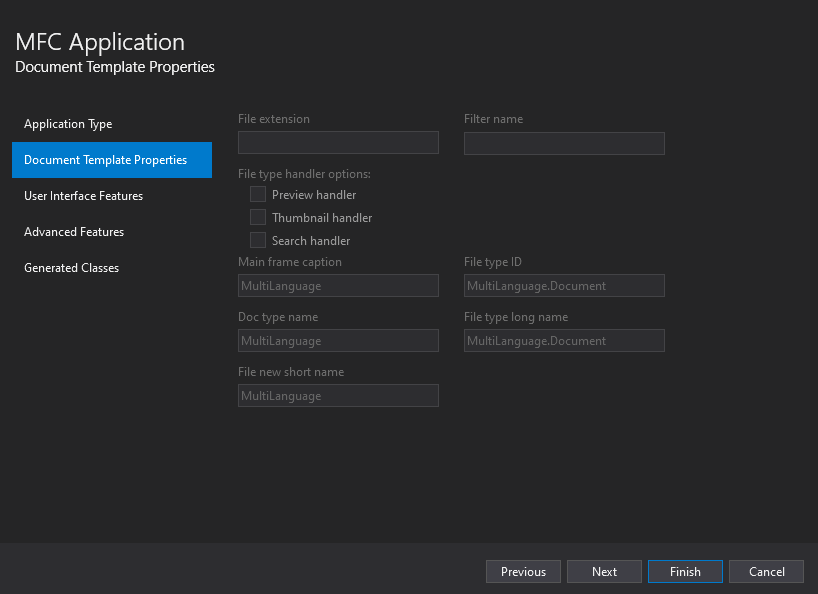 MFC Application
Document Template Properties
Application Type
Document Template Properties
User Interface Features
Advanced Features
Generated Classes
File extension
Filter name
File type handler options:
Preview handler
Thumbnail handler
Search handler
Main frame caption
File type ID
MultiLanguage
MultiLanguage.Document
Doc type name
File type long name
MultiLanguage
MultiLanguage.Document
File new short name
MultiLanguage
Previous
Next
Finish
Cancel